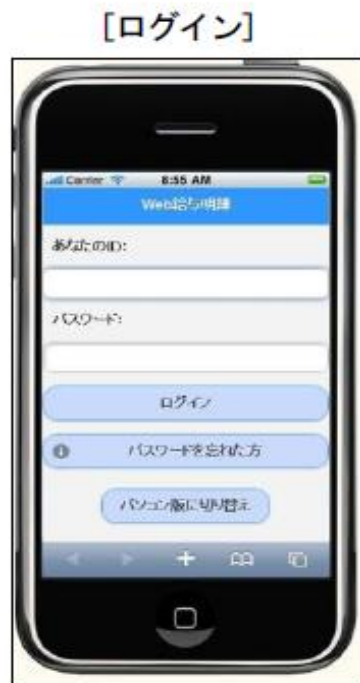 [ログイン]
Carrier 8:55 AM
Web給与明細
あなたのID:
パスワード:
ログイン
パスワードを忘れた方
パソコン版に切り替え